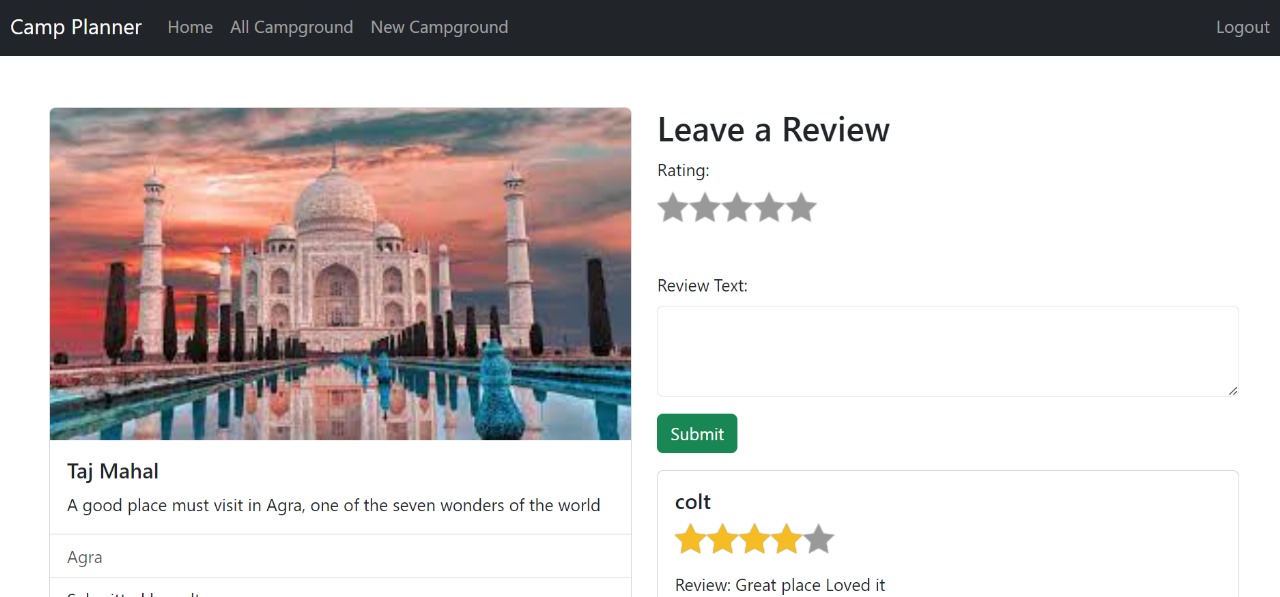 Camp Planner Home All Campground New Campground Logout
Leave a Review
Rating:
Review Text:
Submit
Taj Mahal
A good place must visit in Agra, one of the seven wonders of the world
Agra
colt
Review: Great place Loved it